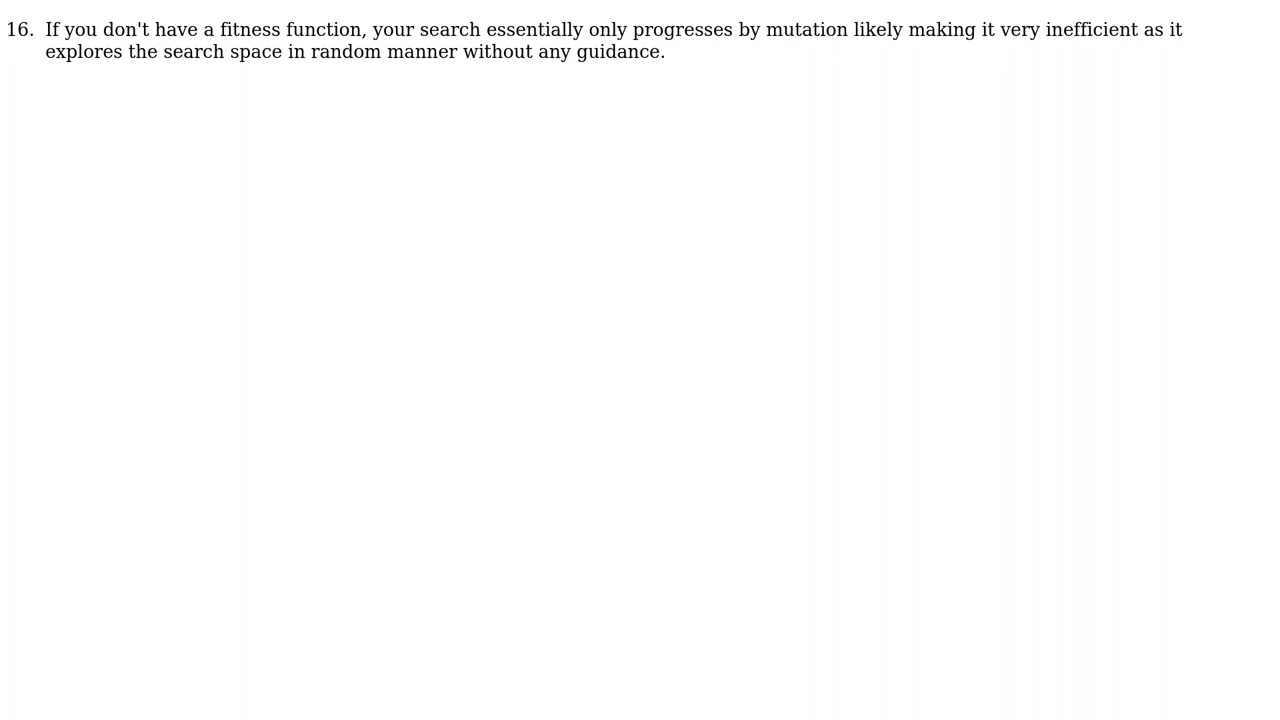 16. If you don't have a fitness function, your search essentially only progresses by mutation likely making it very inefficient as it
explores the search space in random manner without any guidance.